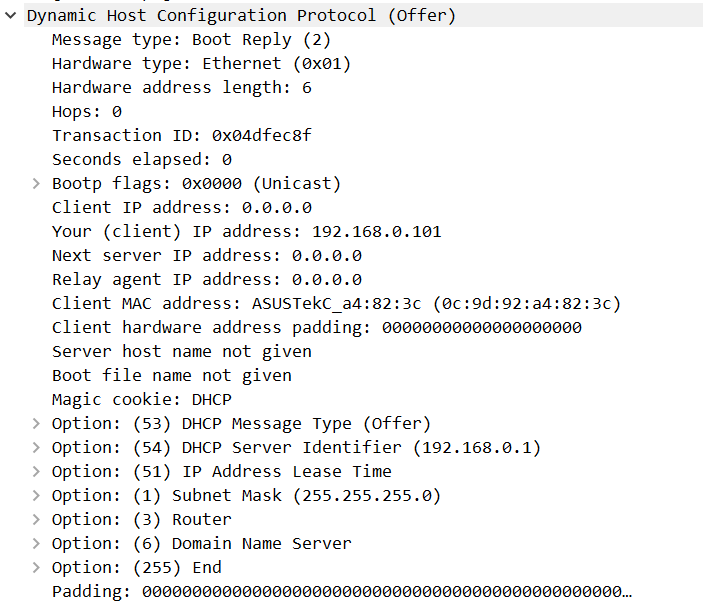 Dynamic Host Configuration Protocol (Offer)
Message type: Boot Reply (2)
Hardware type: Ethernet (0x01)
Hardware address length: 6
Hops: 0
Transaction ID: 0x04dfec8f
Seconds elapsed: 0
Bootp flags: 0x0000 (Unicast)
Client IP address: 0.0.0.0
Your (client) IP address: 192.168.0.101
Next server IP address: 0.0.0.0
Relay agent IP address: 0.0.0.0
Client MAC address: ASUSTekC_a4:82:3c (0c:9d:92:a4:82:3c)
Client hardware address padding: 00000000000000000000
Server host name not given
Boot file name not given
Magic cookie: DHCP
Option: (53) DHCP Message Type (Offer)
Option: (54) DHCP Server Identifier (192.168.0.1)
Option: (51) IP Address Lease Time
Option: (1) Subnet Mask (255.255.255.0)
Option: (3) Router
Option: (6) Domain Name Server
Option: (255) End
Padding: 000000000000000000000000000000000000000000000000…